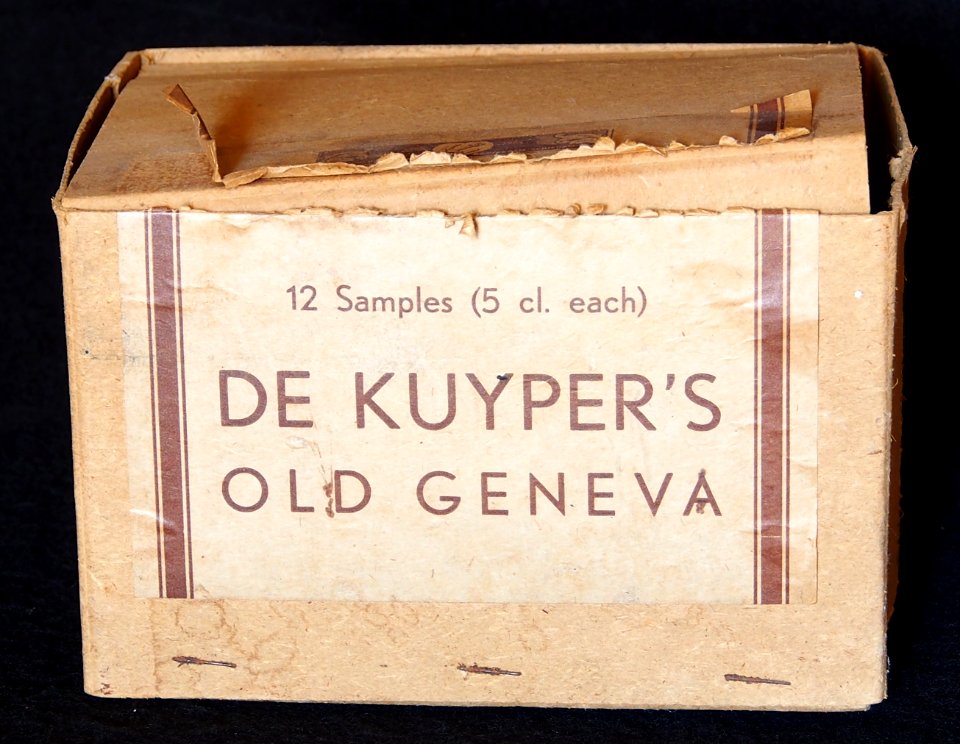 12 Samples (5 cl. each)
DE KUYPER'S
OLD GENEVA